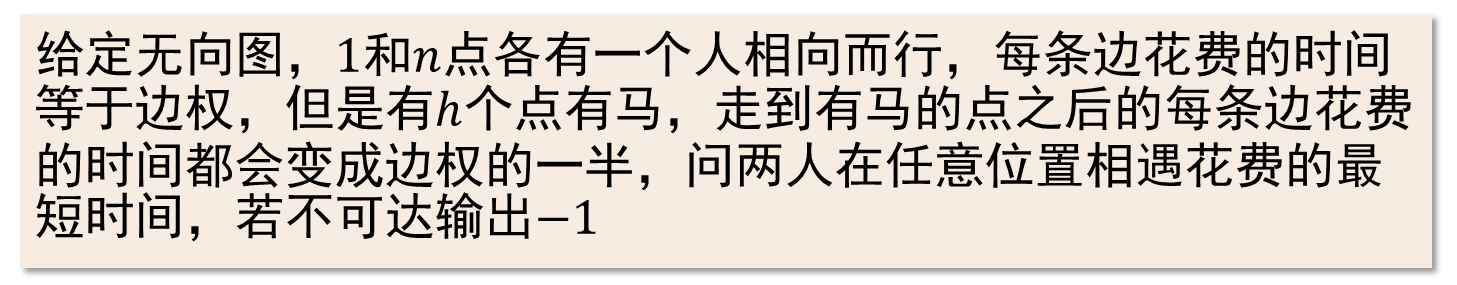 给定无向图，1和n点各有一个人相向而行，每条边花费的时间
等于边权，但是有h个点有马，走到有马的点之后的每条边花费
的时间都会变成边权的一半，问两人在任意位置相遇花费的最
短时间，若不可达输出−1